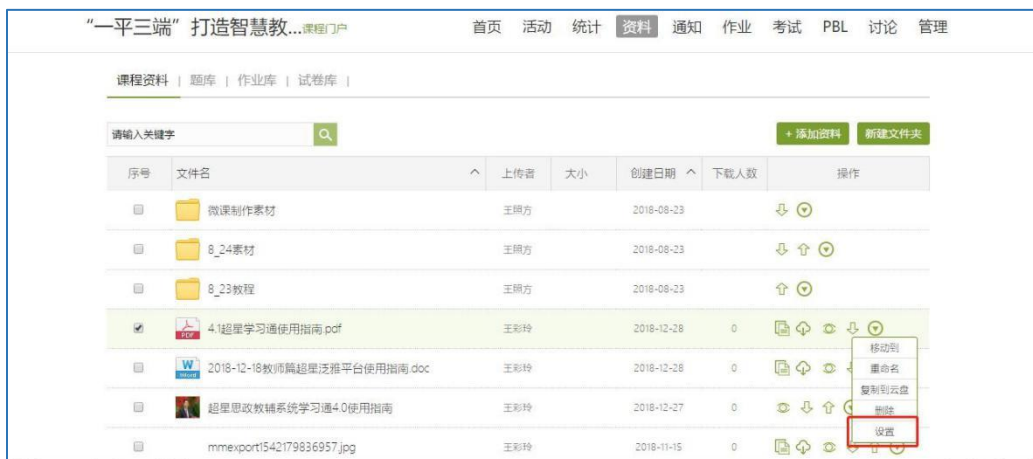 “一平三端”打造智慧教...课程门户 首页 活动 统计 资料 通知 作业 考试 PBL 讨论 管理
课程资料 | 题库 | 作业库 | 试卷库 |
请输入关键字 + 添加资料 新建文件夹
序号 文件名 上传者 大小 创建日期 下载人数 操作
微课制作素材 王照方 2018-08-23
8_24素材 王照方 2018-08-23
8_23教程 王照方 2018-08-23
4.1超星学习通使用指南.pdf 王彩玲 2018-12-28 0
移动到
2018-12-18教师篇超星泛雅平台使用指南.doc 王彩玲 2018-12-28 0
重命名
复制到云盘
超星思政教辅系统学习通4.0使用指南 王彩玲 2018-12-27 0
删除
设置
mmexport1542179836957.jpg 王彩玲 2018-11-15 0